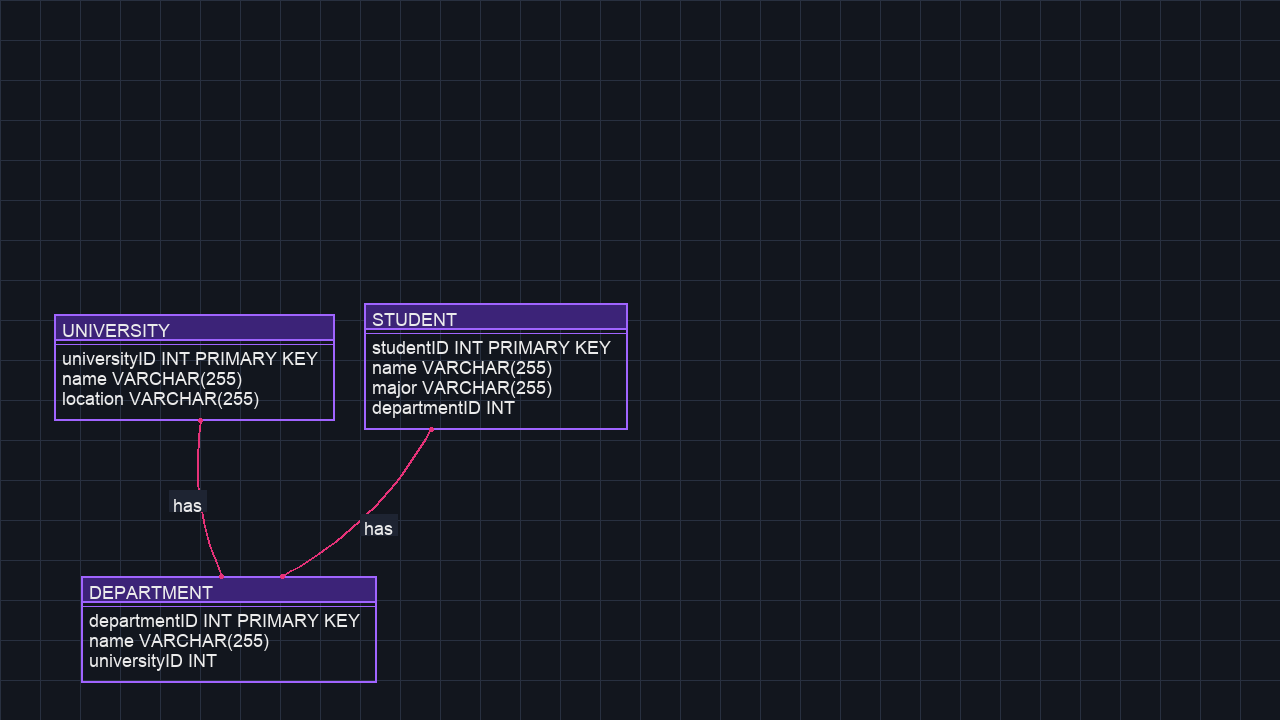 UNIVERSITY
universityID INT PRIMARY KEY
name VARCHAR(255)
location VARCHAR(255)
STUDENT
studentID INT PRIMARY KEY
name VARCHAR(255)
major VARCHAR(255)
departmentID INT
has
has
DEPARTMENT
departmentID INT PRIMARY KEY
name VARCHAR(255)
universityID INT